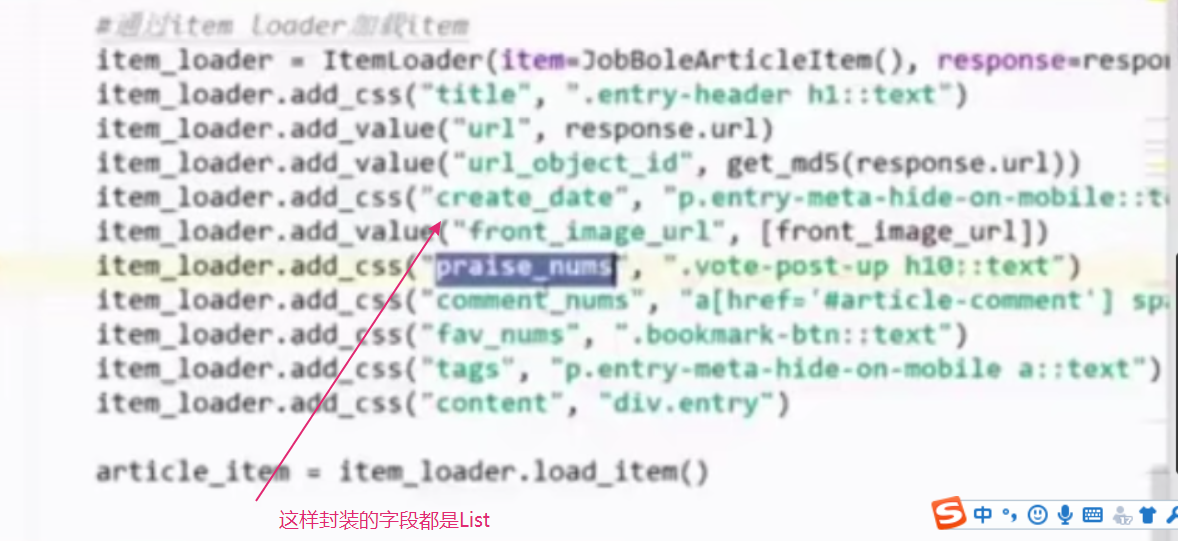 #通过item loader加载item
item_loader = ItemLoader(item=JobBoleArticleItem(), response=respon
item_loader.add_css("title", ".entry-header h1::text")
item_loader.add_value("url", response.url)
item_loader.add_value("url_object_id", get_md5(response.url))
item_loader.add_css("create_date", "p.entry-meta-hide-on-mobile::te
item_loader.add_value("front_image_url", [front_image_url])
item_loader.add_css("praise_nums", ".vote-post-up h10::text")
item_loader.add_css("comment_nums", "a[href='#article-comment'] spa
item_loader.add_css("fav_nums", ".bookmark-btn::text")
item_loader.add_css("tags", "p.entry-meta-hide-on-mobile a::text")
item_loader.add_css("content", "div.entry")
article_item = item_loader.load_item()
这样封装的字段都是List
S 中 °,